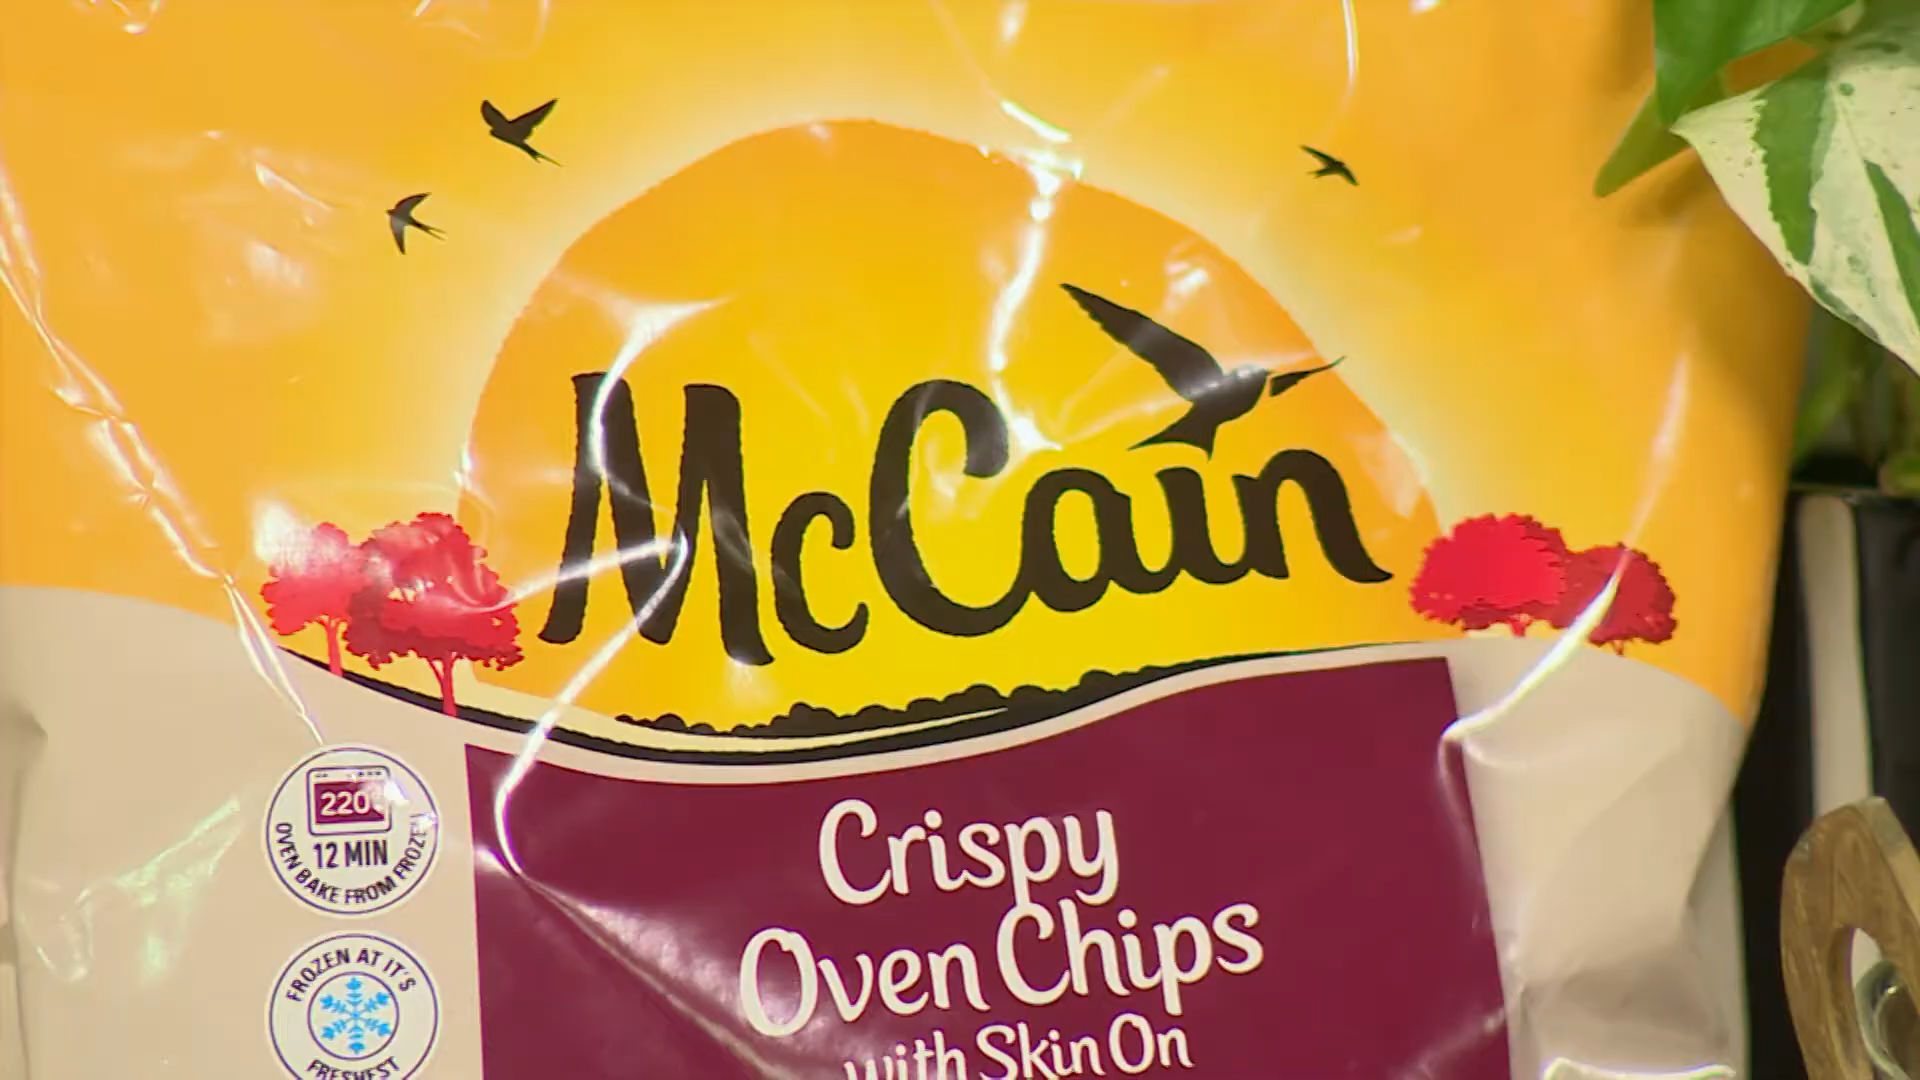 McCain
220°
12 MIN
OVEN BAKE FROM FROZEN
Crispy
Oven Chips
with Skin On
FROZEN AT IT'S
FRESHEST